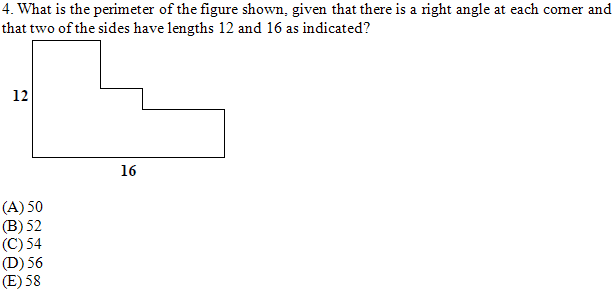 4. What is the perimeter of the figure shown, given that there is a right angle at each corner and
that two of the sides have lengths 12 and 16 as indicated?
12
16
(A) 50
(B) 52
(C) 54
(D) 56
(E) 58